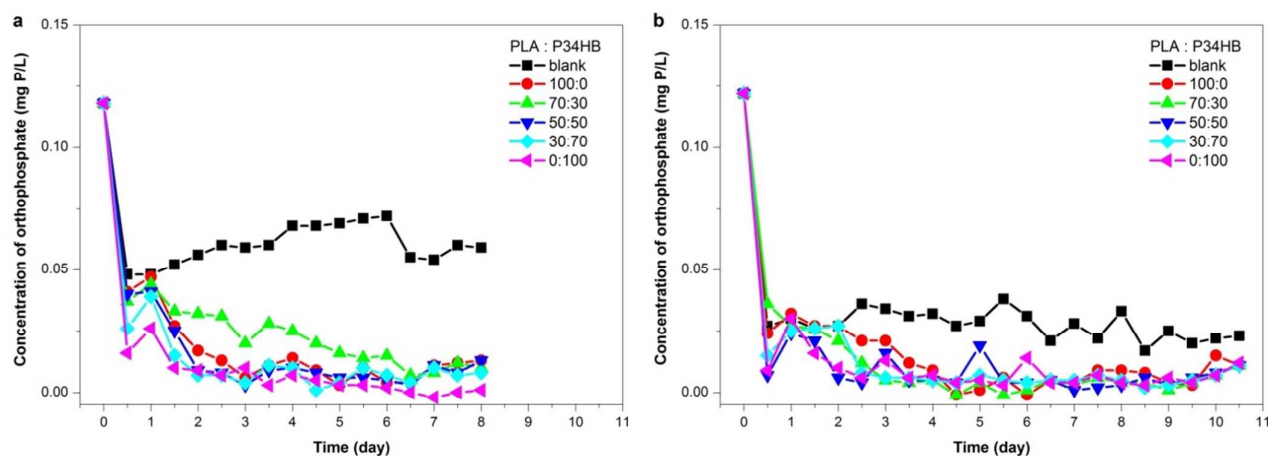 a
Concentration of orthophosphate (mg P/L)
0.15
0.10
0.05
0.00
PLA : P34HB
blank
100:0
70:30
50:50
30:70
0:100
0 1 2 3 4 5 6 7 8 9 10 11
Time (day)
b
Concentration of orthophosphate (mg P/L)
0.15
0.10
0.05
0.00
PLA : P34HB
blank
100:0
70:30
50:50
30:70
0:100
0 1 2 3 4 5 6 7 8 9 10 11
Time (day)